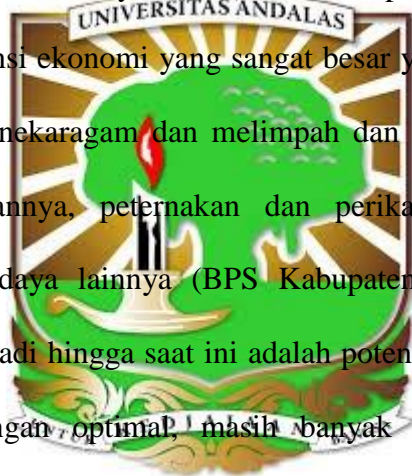 UNIVERSITAS ANDALAS
nsi ekonomi yang sangat besar y
nekaragam dan melimpah dan
annya, peternakan dan perika
daya lainnya (BPS Kabupaten
adi hingga saat ini adalah poten
ngan optimal, masih banyak